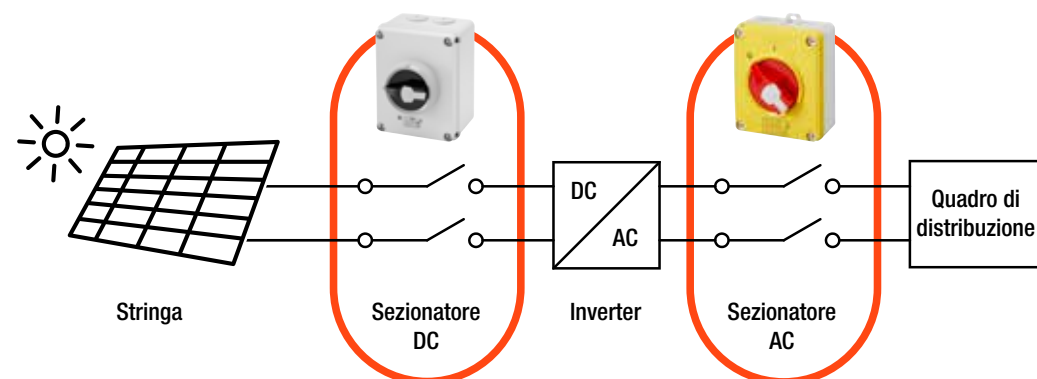 DC
AC
Quadro di
distribuzione
Stringa
Sezionatore
DC
Inverter
Sezionatore
AC